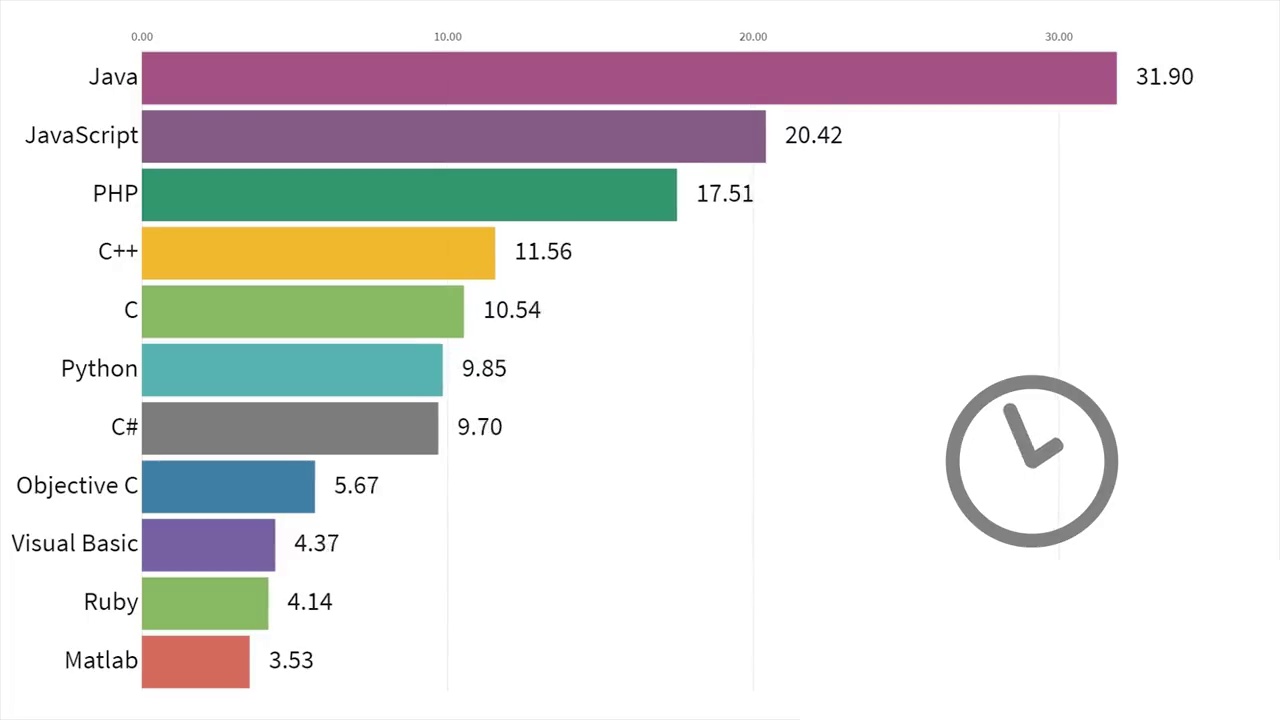 0.00 10.00 20.00 30.00
Java 31.90
JavaScript 20.42
PHP 17.51
C++ 11.56
C 10.54
Python 9.85
C# 9.70
Objective C 5.67
Visual Basic 4.37
Ruby 4.14
Matlab 3.53